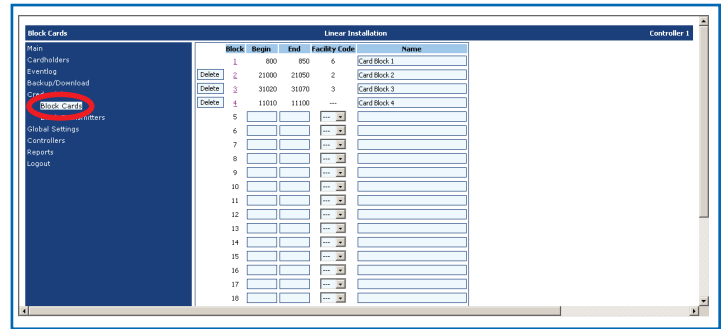 Block Cards Linear Installation Controller 1
Main
Cardholders
Eventlog
Backup/Download
Block Cards
Global Settings
Controllers
Reports
Logout
Block Begin End Facility Code Name
1 800 850 6 Card Block 1
Delete 2 21000 21050 2 Card Block 2
Delete 3 31020 31070 3 Card Block 3
Delete 4 11010 11100 --- Card Block 4
5 ---
6 ---
7 ---
8 ---
9 ---
10 ---
11 ---
12 ---
13 ---
14 ---
15 ---
16 ---
17 ---
18 ---